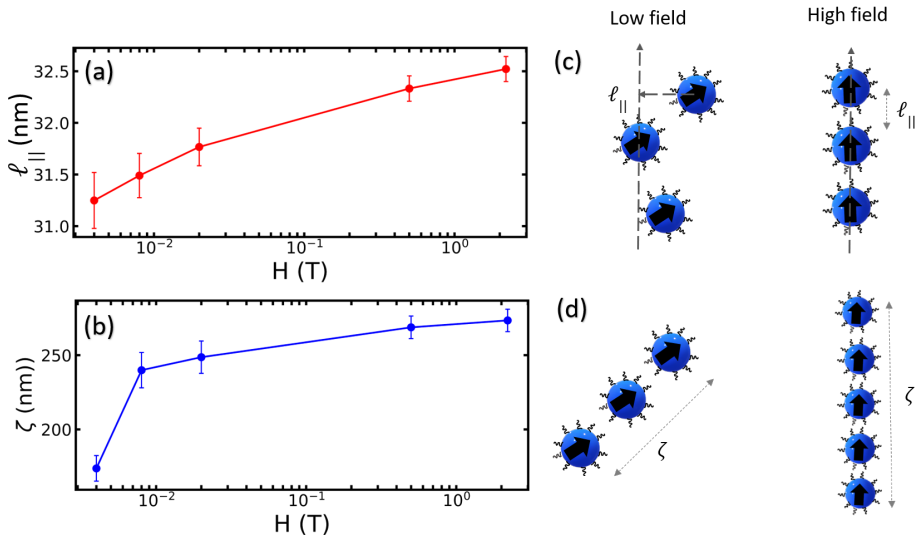 Low field
High field
(a)
32.5
32.0
31.5
31.0
ℓ|| (nm)
10⁻²
10⁻¹
10⁰
H (T)
(c)
ℓ||
ℓ||
(b)
250
200
ζ (nm))
10⁻²
10⁻¹
10⁰
H (T)
(d)
ζ
ζ